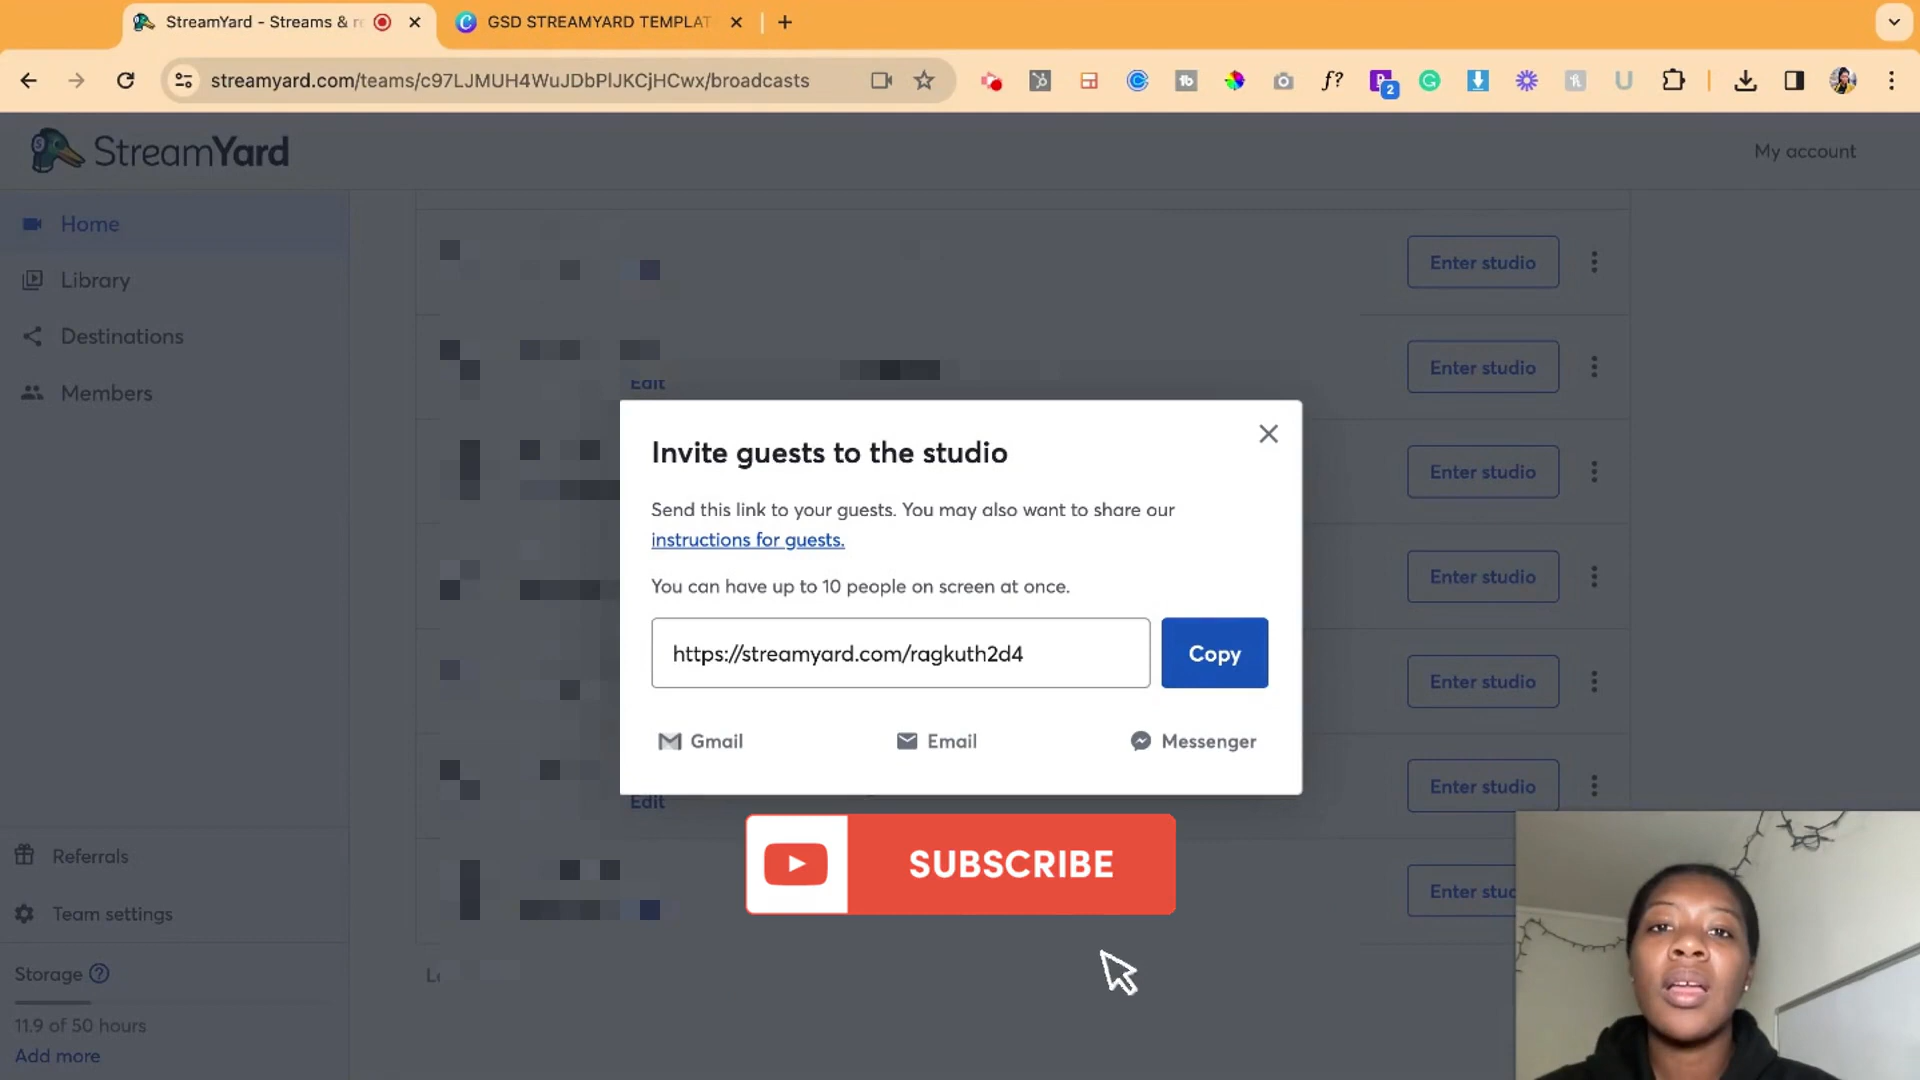 StreamYard - Streams & r
GSD STREAMYARD TEMPLAT
streamyard.com/teams/c97LJMUH4WuJDbPlJKCjHCwx/broadcasts
2
StreamYard
My account
Home
Library
Destinations
Members
Enter studio
Enter studio
Edit
Enter studio
Enter studio
Enter studio
Enter studio
Edit
Enter stud
Invite guests to the studio
Send this link to your guests. You may also want to share our
instructions for guests.
You can have up to 10 people on screen at once.
https://streamyard.com/ragkuth2d4
Copy
Gmail
Email
Messenger
SUBSCRIBE
Referrals
Team settings
Storage
11.9 of 50 hours
Add more